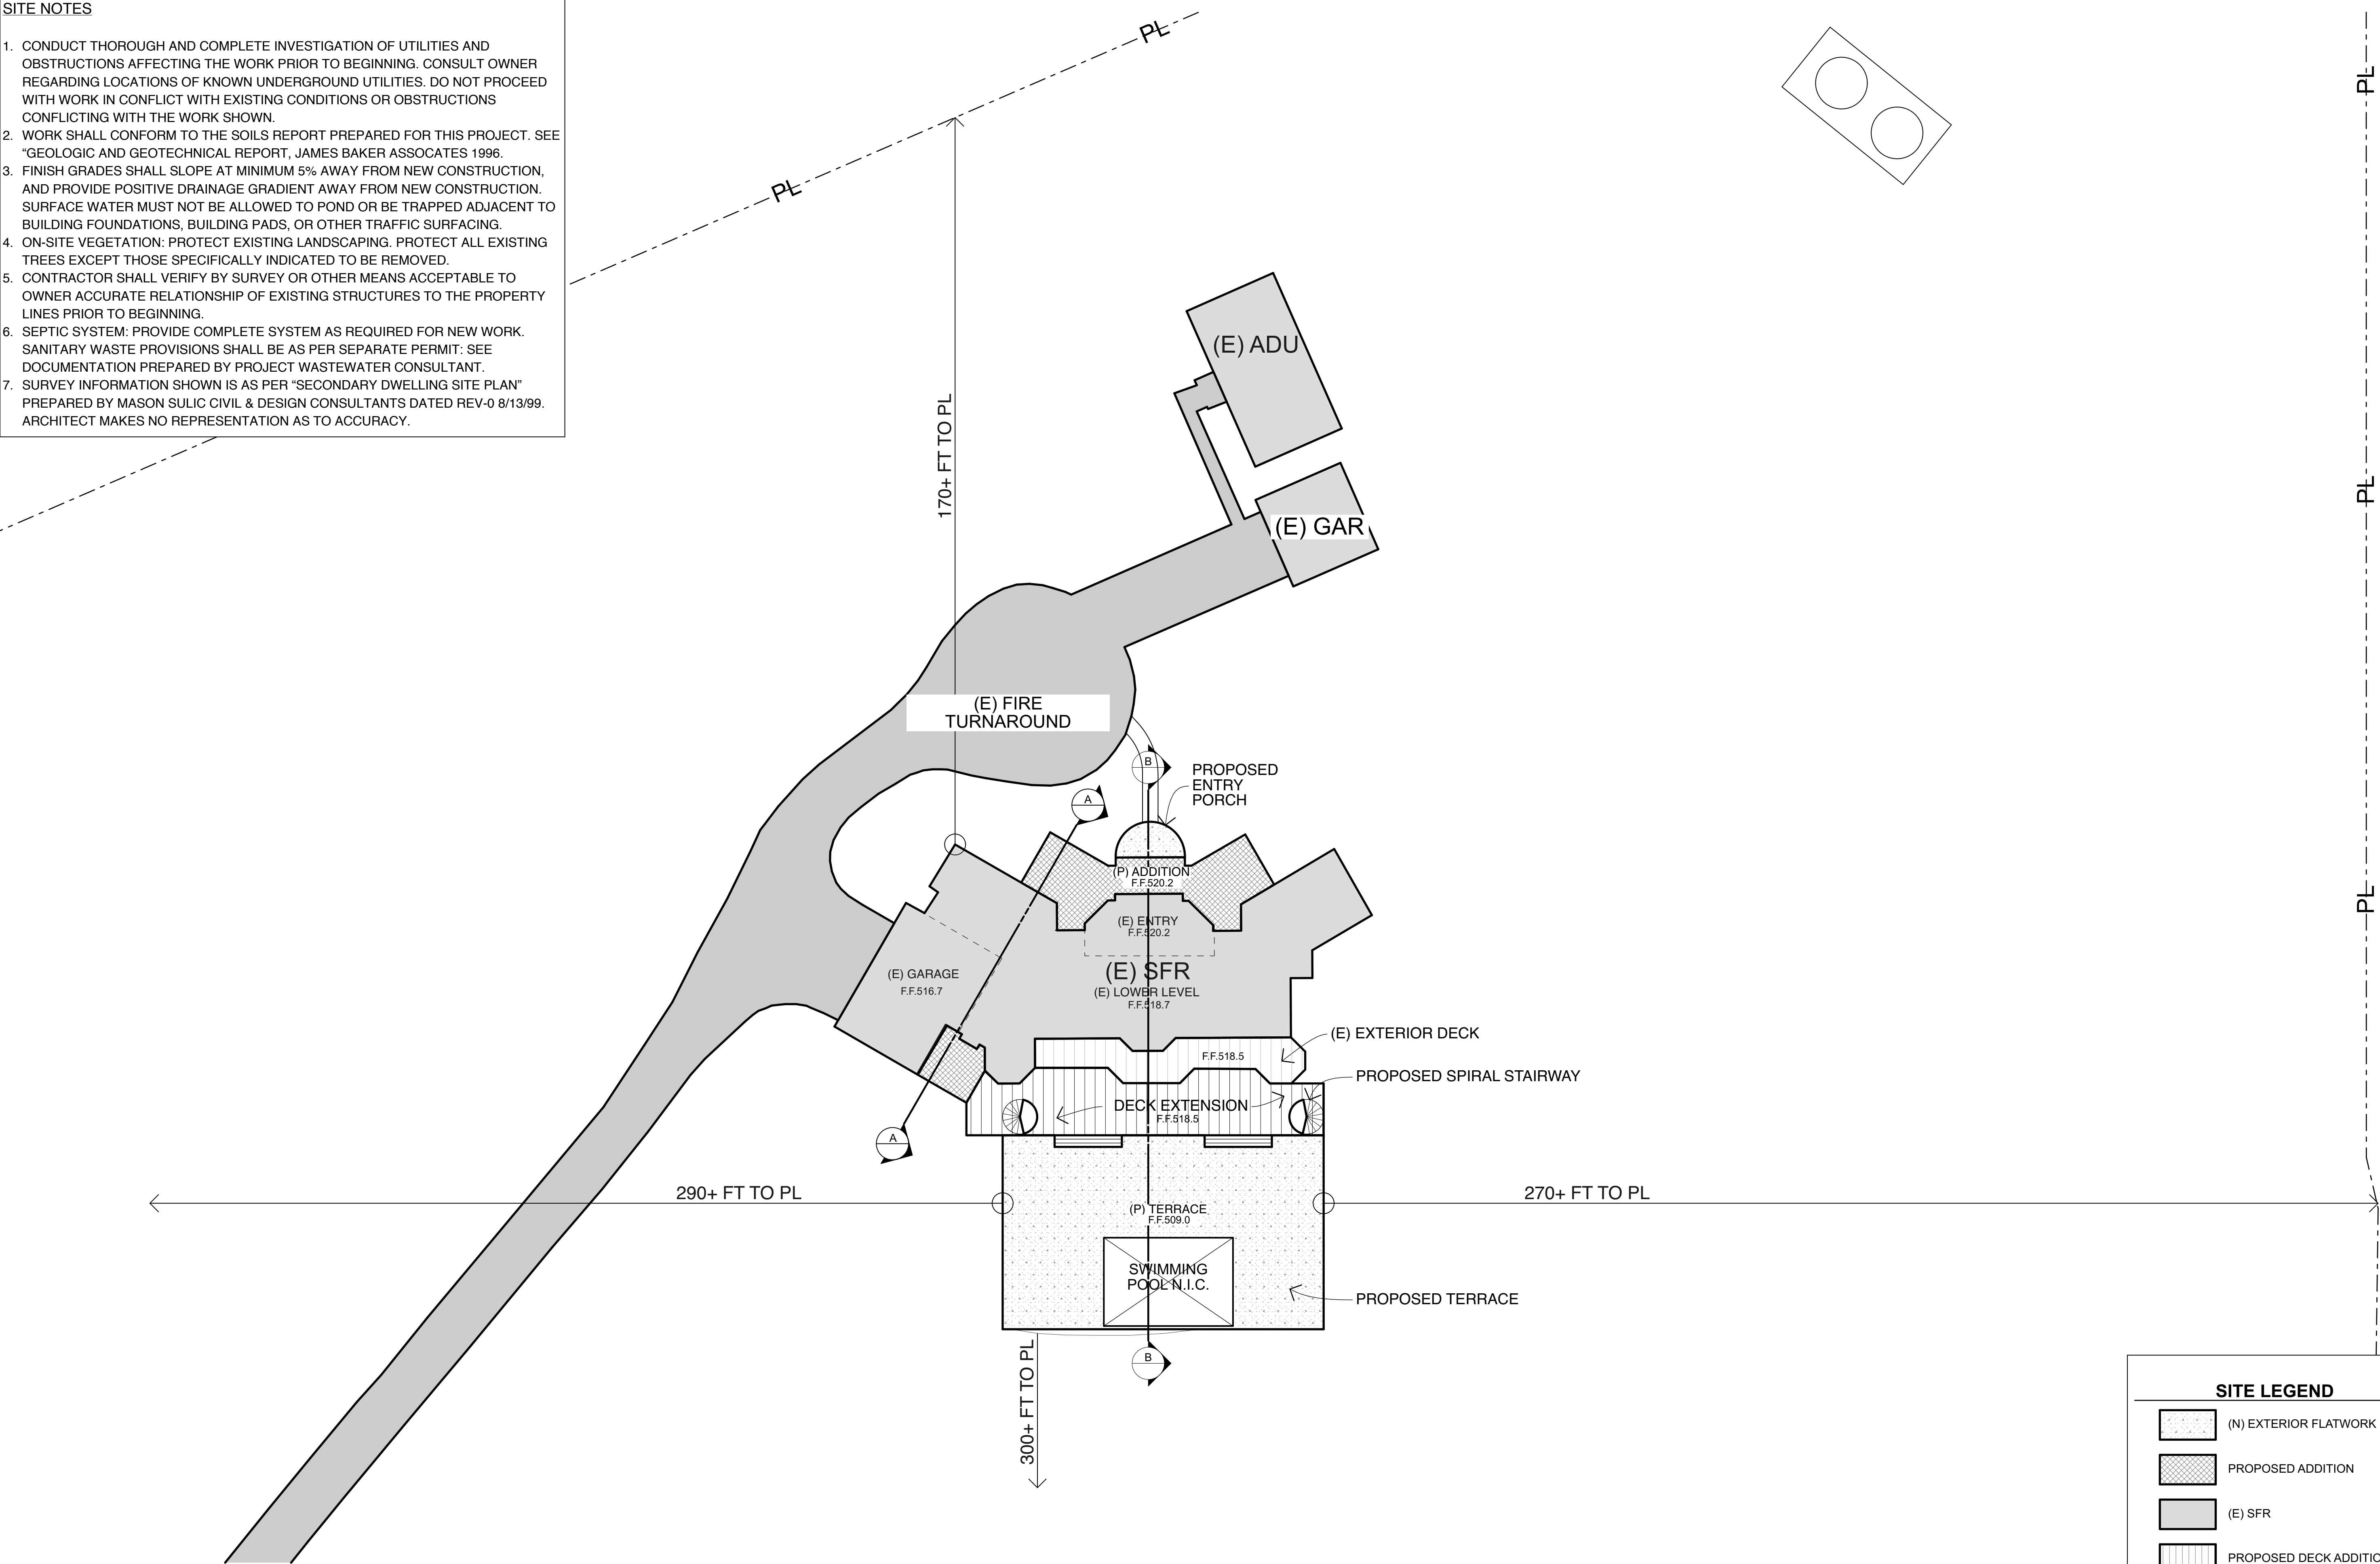 SITE NOTES
1. CONDUCT THOROUGH AND COMPLETE INVESTIGATION OF UTILITIES AND
OBSTRUCTIONS AFFECTING THE WORK PRIOR TO BEGINNING. CONSULT OWNER
REGARDING LOCATIONS OF KNOWN UNDERGROUND UTILITIES. DO NOT PROCEED
WITH WORK IN CONFLICT WITH EXISTING CONDITIONS OR OBSTRUCTIONS
CONFLICTING WITH THE WORK SHOWN.
2. WORK SHALL CONFORM TO THE SOILS REPORT PREPARED FOR THIS PROJECT. SEE
“GEOLOGIC AND GEOTECHNICAL REPORT, JAMES BAKER ASSOCATES 1996.
3. FINISH GRADES SHALL SLOPE AT MINIMUM 5% AWAY FROM NEW CONSTRUCTION,
AND PROVIDE POSITIVE DRAINAGE GRADIENT AWAY FROM NEW CONSTRUCTION.
SURFACE WATER MUST NOT BE ALLOWED TO POND OR BE TRAPPED ADJACENT TO
BUILDING FOUNDATIONS, BUILDING PADS, OR OTHER TRAFFIC SURFACING.
4. ON-SITE VEGETATION: PROTECT EXISTING LANDSCAPING. PROTECT ALL EXISTING
TREES EXCEPT THOSE SPECIFICALLY INDICATED TO BE REMOVED.
5. CONTRACTOR SHALL VERIFY BY SURVEY OR OTHER MEANS ACCEPTABLE TO
OWNER ACCURATE RELATIONSHIP OF EXISTING STRUCTURES TO THE PROPERTY
LINES PRIOR TO BEGINNING.
6. SEPTIC SYSTEM: PROVIDE COMPLETE SYSTEM AS REQUIRED FOR NEW WORK.
SANITARY WASTE PROVISIONS SHALL BE AS PER SEPARATE PERMIT: SEE
DOCUMENTATION PREPARED BY PROJECT WASTEWATER CONSULTANT.
7. SURVEY INFORMATION SHOWN IS AS PER “SECONDARY DWELLING SITE PLAN”
PREPARED BY MASON SULIC CIVIL & DESIGN CONSULTANTS DATED REV-0 8/13/99.
ARCHITECT MAKES NO REPRESENTATION AS TO ACCURACY.
PL
PL
PL
PL
PL
170+ FT TO PL
(E) ADU
(E) GAR
(E) FIRE
TURNAROUND
B
PROPOSED
ENTRY
PORCH
A
(P) ADDITION
F.F.520.2
(E) ENTRY
F.F.520.2
(E) SFR
(E) LOWER LEVEL
F.F.518.7
(E) GARAGE
F.F.516.7
(E) EXTERIOR DECK
F.F.518.5
PROPOSED SPIRAL STAIRWAY
DECK EXTENSION
F.F.518.5
A
290+ FT TO PL
270+ FT TO PL
(P) TERRACE
F.F.509.0
SWIMMING
POOL N.I.C.
PROPOSED TERRACE
B
300+ FT TO PL
SITE LEGEND
(N) EXTERIOR FLATWORK
PROPOSED ADDITION
(E) SFR
PROPOSED DECK